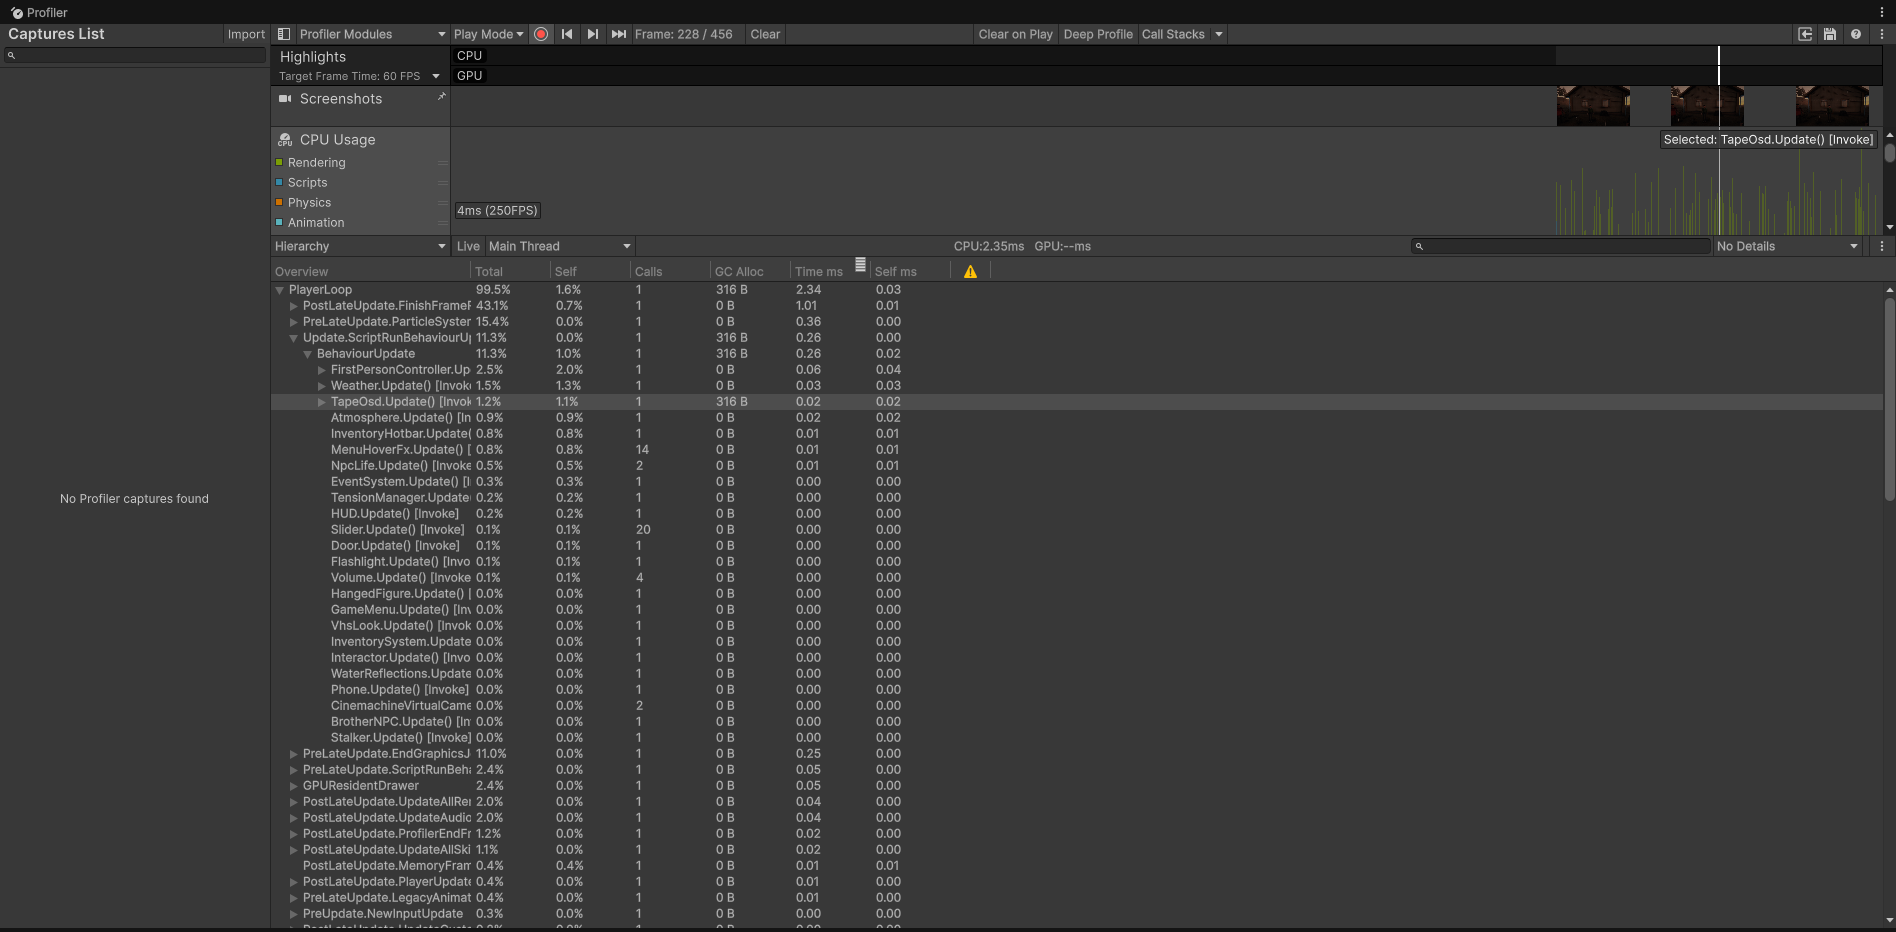 Profiler
Captures List
Import
Profiler Modules
Play Mode
Frame: 228 / 456
Clear
Clear on Play
Deep Profile
Call Stacks
Highlights
CPU
Target Frame Time: 60 FPS
GPU
Screenshots
CPU Usage
Selected: TapeOsd.Update() [Invoke]
Rendering
Scripts
Physics
4ms (250FPS)
Animation
Hierarchy
Live
Main Thread
CPU:2.35ms GPU:--ms
No Details
Overview Total Self Calls GC Alloc Time ms Self ms
PlayerLoop 99.5% 1.6% 1 316 B 2.34 0.03
PostLateUpdate.FinishFrameF 43.1% 0.7% 1 0 B 1.01 0.01
PreLateUpdate.ParticleSyster 15.4% 0.0% 1 0 B 0.36 0.00
Update.ScriptRunBehaviourU 11.3% 0.0% 1 316 B 0.26 0.00
BehaviourUpdate 11.3% 1.0% 1 316 B 0.26 0.02
FirstPersonController.Up 2.5% 2.0% 1 0 B 0.06 0.04
Weather.Update() [Invok 1.5% 1.3% 1 0 B 0.03 0.03
TapeOsd.Update() [Invok 1.2% 1.1% 1 316 B 0.02 0.02
Atmosphere.Update() [In 0.9% 0.9% 1 0 B 0.02 0.02
InventoryHotbar.Update( 0.8% 0.8% 1 0 B 0.01 0.01
MenuHoverFx.Update() [ 0.8% 0.8% 14 0 B 0.01 0.01
NpcLife.Update() [Invoke 0.5% 0.5% 2 0 B 0.01 0.01
EventSystem.Update() [I 0.3% 0.3% 1 0 B 0.00 0.00
TensionManager.Update 0.2% 0.2% 1 0 B 0.00 0.00
HUD.Update() [Invoke] 0.2% 0.2% 1 0 B 0.00 0.00
Slider.Update() [Invoke] 0.1% 0.1% 20 0 B 0.00 0.00
Door.Update() [Invoke] 0.1% 0.1% 1 0 B 0.00 0.00
Flashlight.Update() [Invo 0.1% 0.1% 1 0 B 0.00 0.00
Volume.Update() [Invoke 0.1% 0.1% 4 0 B 0.00 0.00
HangedFigure.Update() [ 0.0% 0.0% 1 0 B 0.00 0.00
GameMenu.Update() [Inv 0.0% 0.0% 1 0 B 0.00 0.00
VhsLook.Update() [Invok 0.0% 0.0% 1 0 B 0.00 0.00
InventorySystem.Update 0.0% 0.0% 1 0 B 0.00 0.00
Interactor.Update() [Invo 0.0% 0.0% 1 0 B 0.00 0.00
WaterReflections.Update 0.0% 0.0% 1 0 B 0.00 0.00
Phone.Update() [Invoke] 0.0% 0.0% 1 0 B 0.00 0.00
CinemachineVirtualCame 0.0% 0.0% 2 0 B 0.00 0.00
BrotherNPC.Update() [In 0.0% 0.0% 1 0 B 0.00 0.00
Stalker.Update() [Invoke] 0.0% 0.0% 1 0 B 0.00 0.00
PreLateUpdate.EndGraphicsJ 11.0% 0.0% 1 0 B 0.25 0.00
PreLateUpdate.ScriptRunBeh 2.4% 0.0% 1 0 B 0.05 0.00
GPUResidentDrawer 2.4% 0.0% 1 0 B 0.05 0.00
PostLateUpdate.UpdateAllRei 2.0% 0.0% 1 0 B 0.04 0.00
PostLateUpdate.UpdateAudic 2.0% 0.0% 1 0 B 0.04 0.00
PostLateUpdate.ProfilerEndFr 1.2% 0.0% 1 0 B 0.02 0.00
PostLateUpdate.UpdateAllSki 1.1% 0.0% 1 0 B 0.02 0.00
PostLateUpdate.MemoryFram 0.4% 0.4% 1 0 B 0.01 0.01
PostLateUpdate.PlayerUpdate 0.4% 0.0% 1 0 B 0.01 0.00
PreLateUpdate.LegacyAnimat 0.4% 0.0% 1 0 B 0.01 0.00
PreUpdate.NewInputUpdate 0.3% 0.0% 1 0 B 0.00 0.00
No Profiler captures found